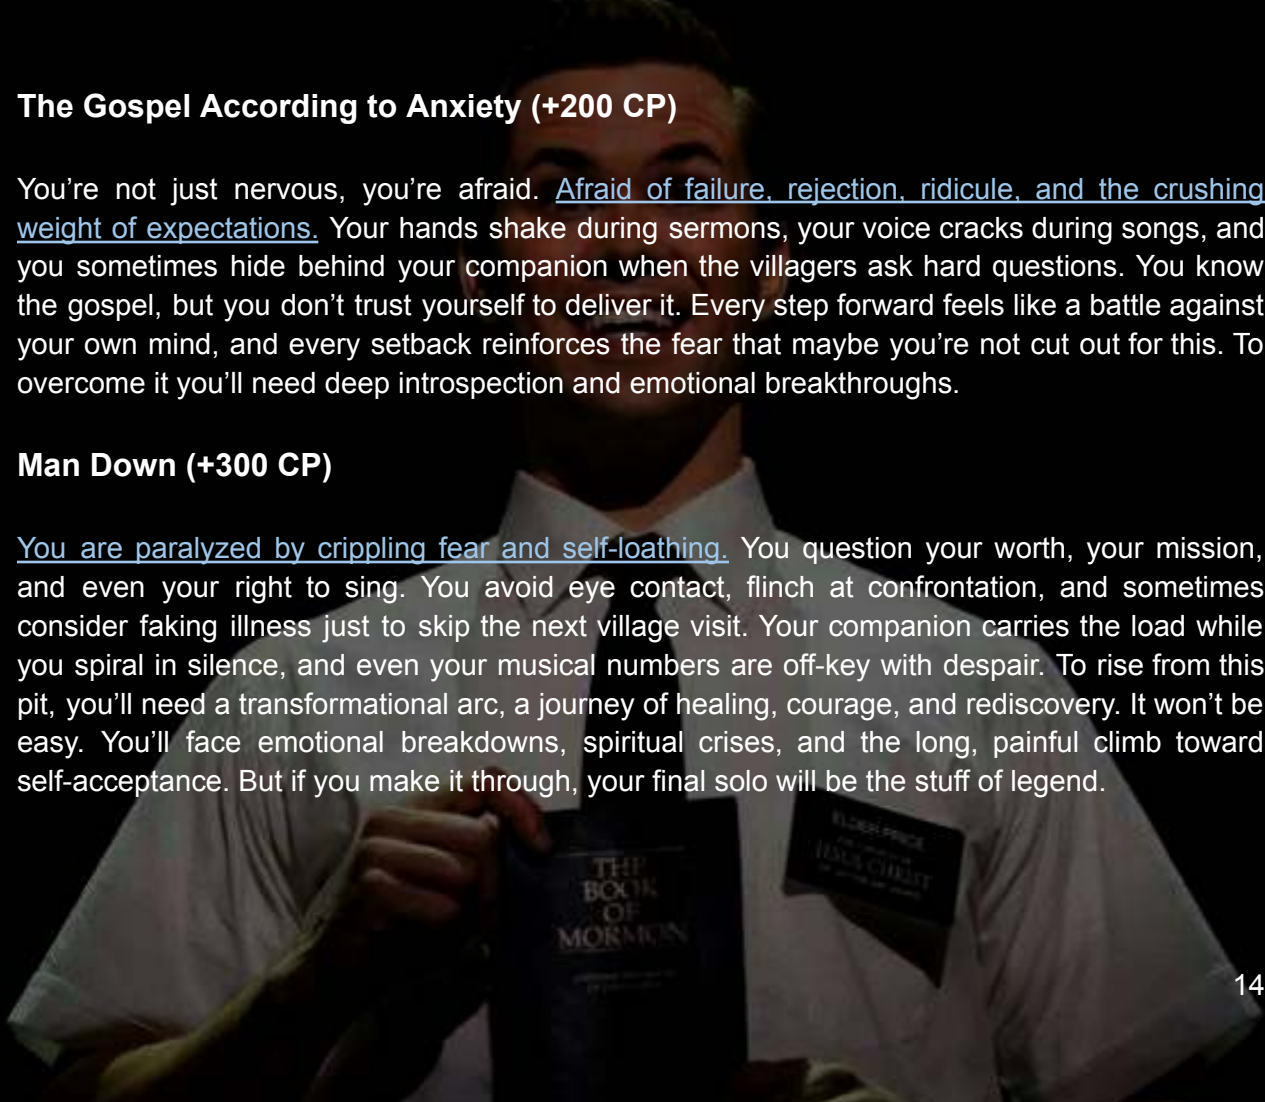 The Gospel According to Anxiety (+200 CP)
You’re not just nervous, you’re afraid. Afraid of failure, rejection, ridicule, and the crushing
weight of expectations. Your hands shake during sermons, your voice cracks during songs, and
you sometimes hide behind your companion when the villagers ask hard questions. You know
the gospel, but you don’t trust yourself to deliver it. Every step forward feels like a battle against
your own mind, and every setback reinforces the fear that maybe you’re not cut out for this. To
overcome it you’ll need deep introspection and emotional breakthroughs.
Man Down (+300 CP)
You are paralyzed by crippling fear and self-loathing. You question your worth, your mission,
and even your right to sing. You avoid eye contact, flinch at confrontation, and sometimes
consider faking illness just to skip the next village visit. Your companion carries the load while
you spiral in silence, and even your musical numbers are off-key with despair. To rise from this
pit, you’ll need a transformational arc, a journey of healing, courage, and rediscovery. It won’t be
easy. You’ll face emotional breakdowns, spiritual crises, and the long, painful climb toward
self-acceptance. But if you make it through, your final solo will be the stuff of legend.
ELDER PRICE
JESUS CHRIST
THE
BOOK
OF
MORMON
14